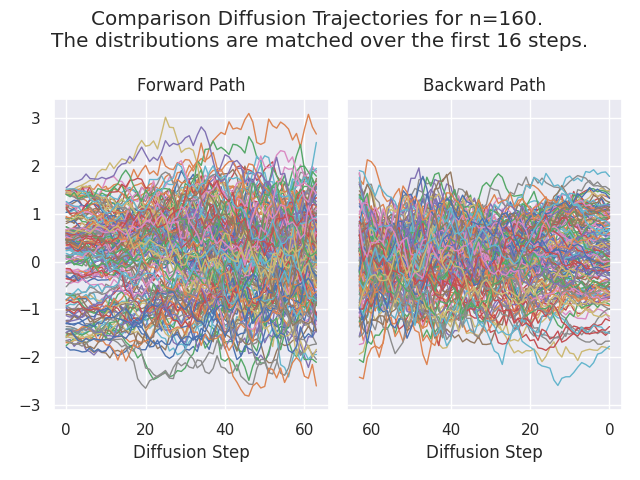 Comparison Diffusion Trajectories for n=160.
The distributions are matched over the first 16 steps.
Forward Path
Backward Path
3
2
1
0
−1
−2
−3
0 20 40 60
60 40 20 0
Diffusion Step
Diffusion Step